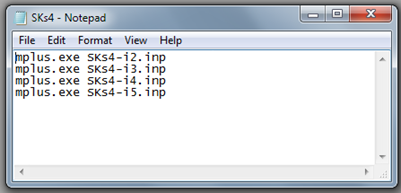 SKs4 - Notepad
File Edit Format View Help
mplus.exe SKs4-i2.inp
mplus.exe SKs4-i3.inp
mplus.exe SKs4-i4.inp
mplus.exe SKs4-i5.inp